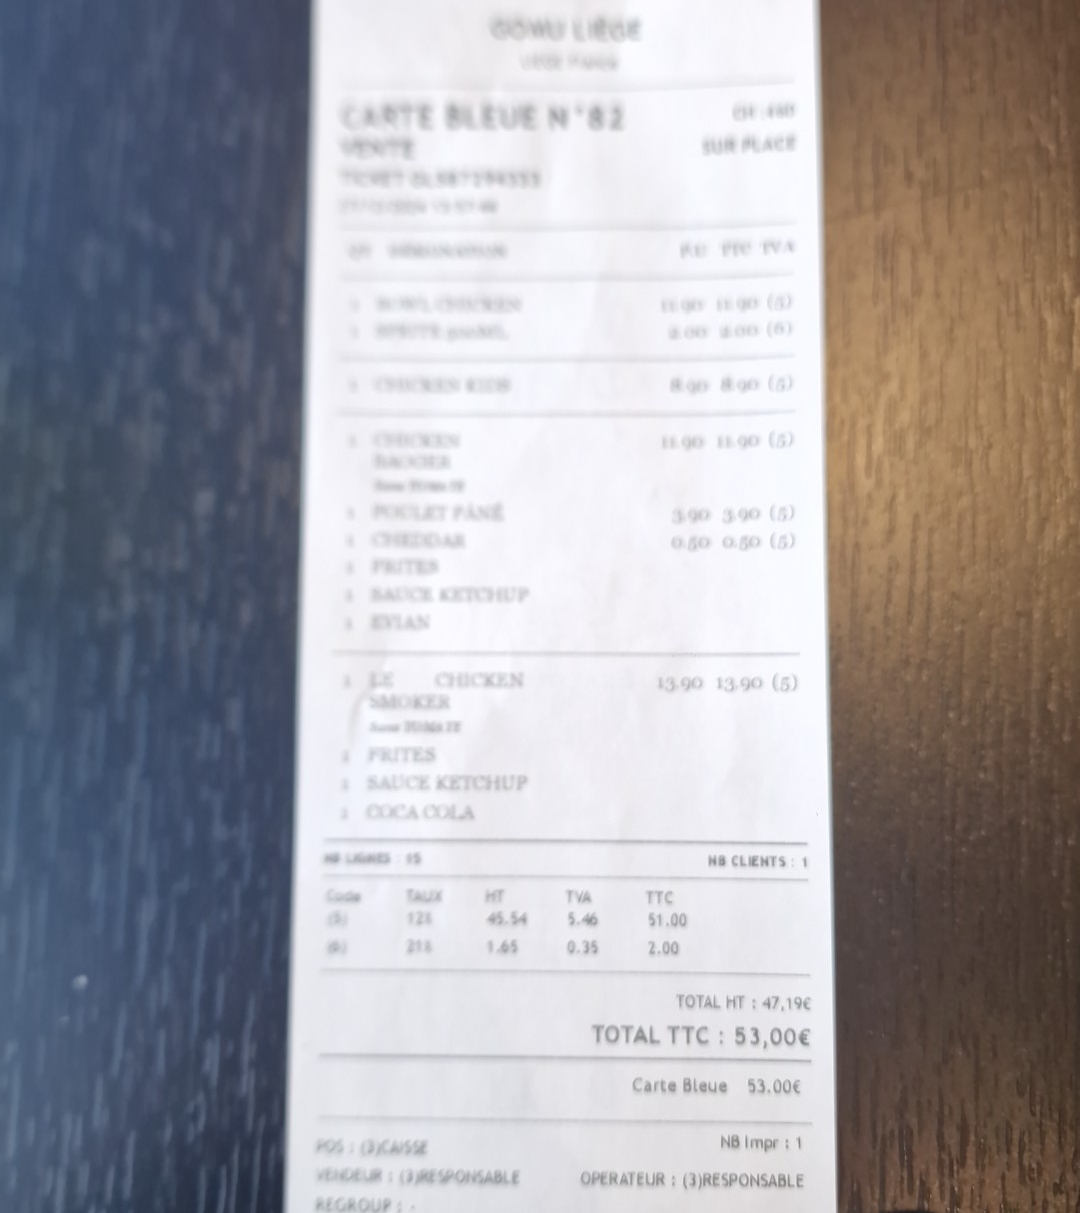 GOMU LIÈGE
CARTE BLEUE N°82
VENTE SUR PLACE
TICKET
P.U TTC TVA
1 BOWL CHICKEN 11.90 11.90 (5)
1 2.00 2.00 (6)
1 CHICKEN KIDS 8.90 8.90 (5)
1 CHICKEN 11.90 11.90 (5)
1 POULET PÂNÉ 3.90 3.90 (5)
1 CHEDDAR 0.50 0.50 (5)
1 FRITES
1 SAUCE KETCHUP
1 EVIAN
1 LE CHICKEN 13.90 13.90 (5)
SMOKER
1 FRITES
1 SAUCE KETCHUP
1 COCA COLA
NB LIGNES : 15 NB CLIENTS : 1
Code TAUX HT TVA TTC
(5) 12% 45.54 5.46 51.00
(6) 21% 1.65 0.35 2.00
TOTAL HT : 47,19€
TOTAL TTC : 53,00€
Carte Bleue 53.00€
POS : (3)CAISSE NB Impr : 1
VENDEUR : (3)RESPONSABLE OPERATEUR : (3)RESPONSABLE
REGROUP : -